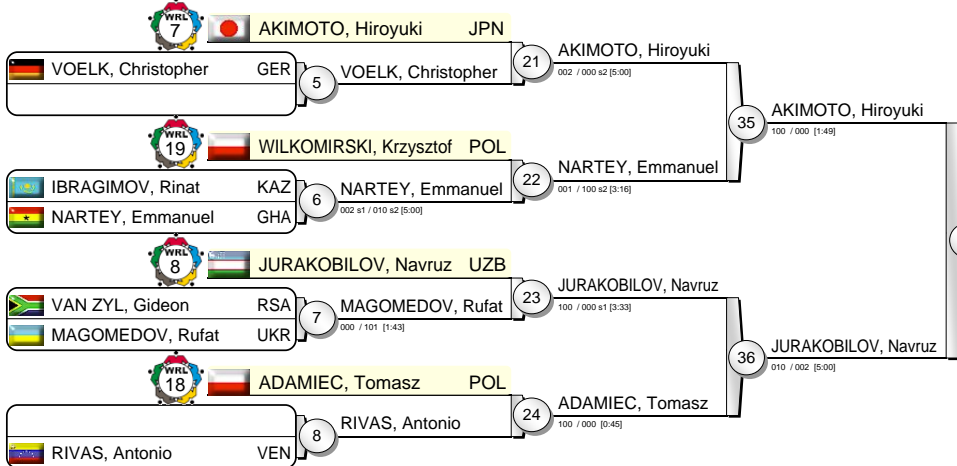 WRL
7
AKIMOTO, Hiroyuki JPN
VOELK, Christopher GER
5
VOELK, Christopher
21
AKIMOTO, Hiroyuki
002 / 000 s2 [5:00]
35
AKIMOTO, Hiroyuki
100 / 000 [1:49]
WRL
19
WILKOMIRSKI, Krzysztof POL
IBRAGIMOV, Rinat KAZ
NARTEY, Emmanuel GHA
6
NARTEY, Emmanuel
002 s1 / 010 s2 [5:00]
22
NARTEY, Emmanuel
001 / 100 s2 [3:16]
WRL
8
JURAKOBILOV, Navruz UZB
VAN ZYL, Gideon RSA
MAGOMEDOV, Rufat UKR
7
MAGOMEDOV, Rufat
000 / 101 [1:43]
23
JURAKOBILOV, Navruz
100 / 000 s1 [3:33]
36
JURAKOBILOV, Navruz
010 / 002 [5:00]
WRL
18
ADAMIEC, Tomasz POL
RIVAS, Antonio VEN
8
RIVAS, Antonio
24
ADAMIEC, Tomasz
100 / 000 [0:45]